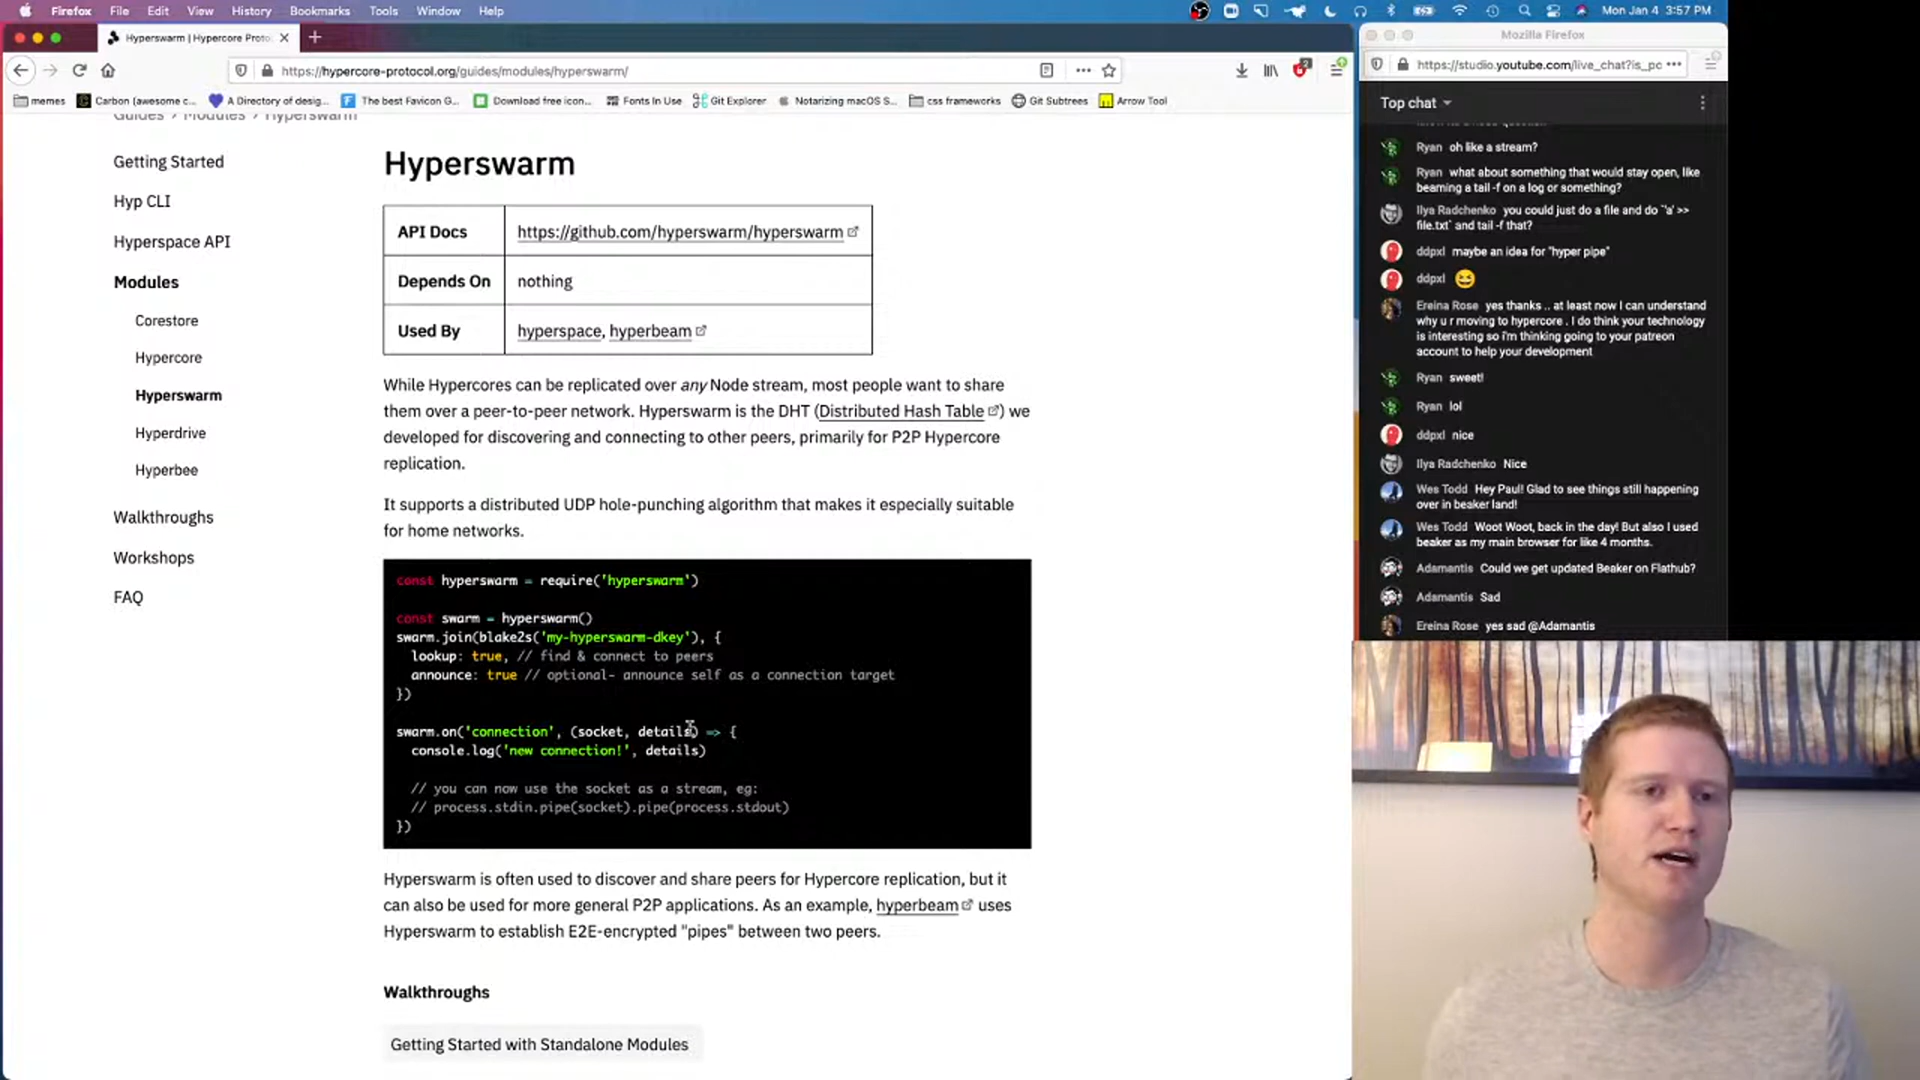 Firefox File Edit View History Bookmarks Tools Window Help
Mon Jan 4 3:57 PM
Hyperswarm | Hypercore Proto
https://hypercore-protocol.org/guides/modules/hyperswarm/
memes Carbon (awesome c... A Directory of desig... The best Favicon G... Download free icon... Fonts In Use Git Explorer Notarizing macOS S... css frameworks Git Subtrees Arrow Tool
Guides > Modules > Hyperswarm
Getting Started
Hyp CLI
Hyperspace API
Modules
Corestore
Hypercore
Hyperswarm
Hyperdrive
Hyperbee
Walkthroughs
Workshops
FAQ
Hyperswarm
API Docs https://github.com/hyperswarm/hyperswarm
Depends On nothing
Used By hyperspace, hyperbeam
While Hypercores can be replicated over any Node stream, most people want to share
them over a peer-to-peer network. Hyperswarm is the DHT (Distributed Hash Table) we
developed for discovering and connecting to other peers, primarily for P2P Hypercore
replication.
It supports a distributed UDP hole-punching algorithm that makes it especially suitable
for home networks.
const hyperswarm = require('hyperswarm')
const swarm = hyperswarm()
swarm.join(blake2s('my-hyperswarm-dkey'), {
lookup: true, // find & connect to peers
announce: true // optional- announce self as a connection target
})
swarm.on('connection', (socket, details) => {
console.log('new connection!', details)
// you can now use the socket as a stream, eg:
// process.stdin.pipe(socket).pipe(process.stdout)
})
Hyperswarm is often used to discover and share peers for Hypercore replication, but it
can also be used for more general P2P applications. As an example, hyperbeam uses
Hyperswarm to establish E2E-encrypted "pipes" between two peers.
Walkthroughs
Getting Started with Standalone Modules
Mozilla Firefox
https://studio.youtube.com/live_chat?is_pc
Top chat
Ryan oh like a stream?
Ryan what about something that would stay open, like
beaming a tail -f on a log or something?
Ilya Radchenko you could just do a file and do `'a' >>
file.txt` and tail -f that?
ddpxl maybe an idea for "hyper pipe"
ddpxl
Ereina Rose yes thanks .. at least now I can understand
why u r moving to hypercore . I do think your technology
is interesting so i'm thinking going to your patreon
account to help your development
Ryan sweet!
Ryan lol
ddpxl nice
Ilya Radchenko Nice
Wes Todd Hey Paul! Glad to see things still happening
over in beaker land!
Wes Todd Woot Woot, back in the day! But also I used
beaker as my main browser for like 4 months.
Adamantis Could we get updated Beaker on Flathub?
Adamantis Sad
Ereina Rose yes sad @Adamantis